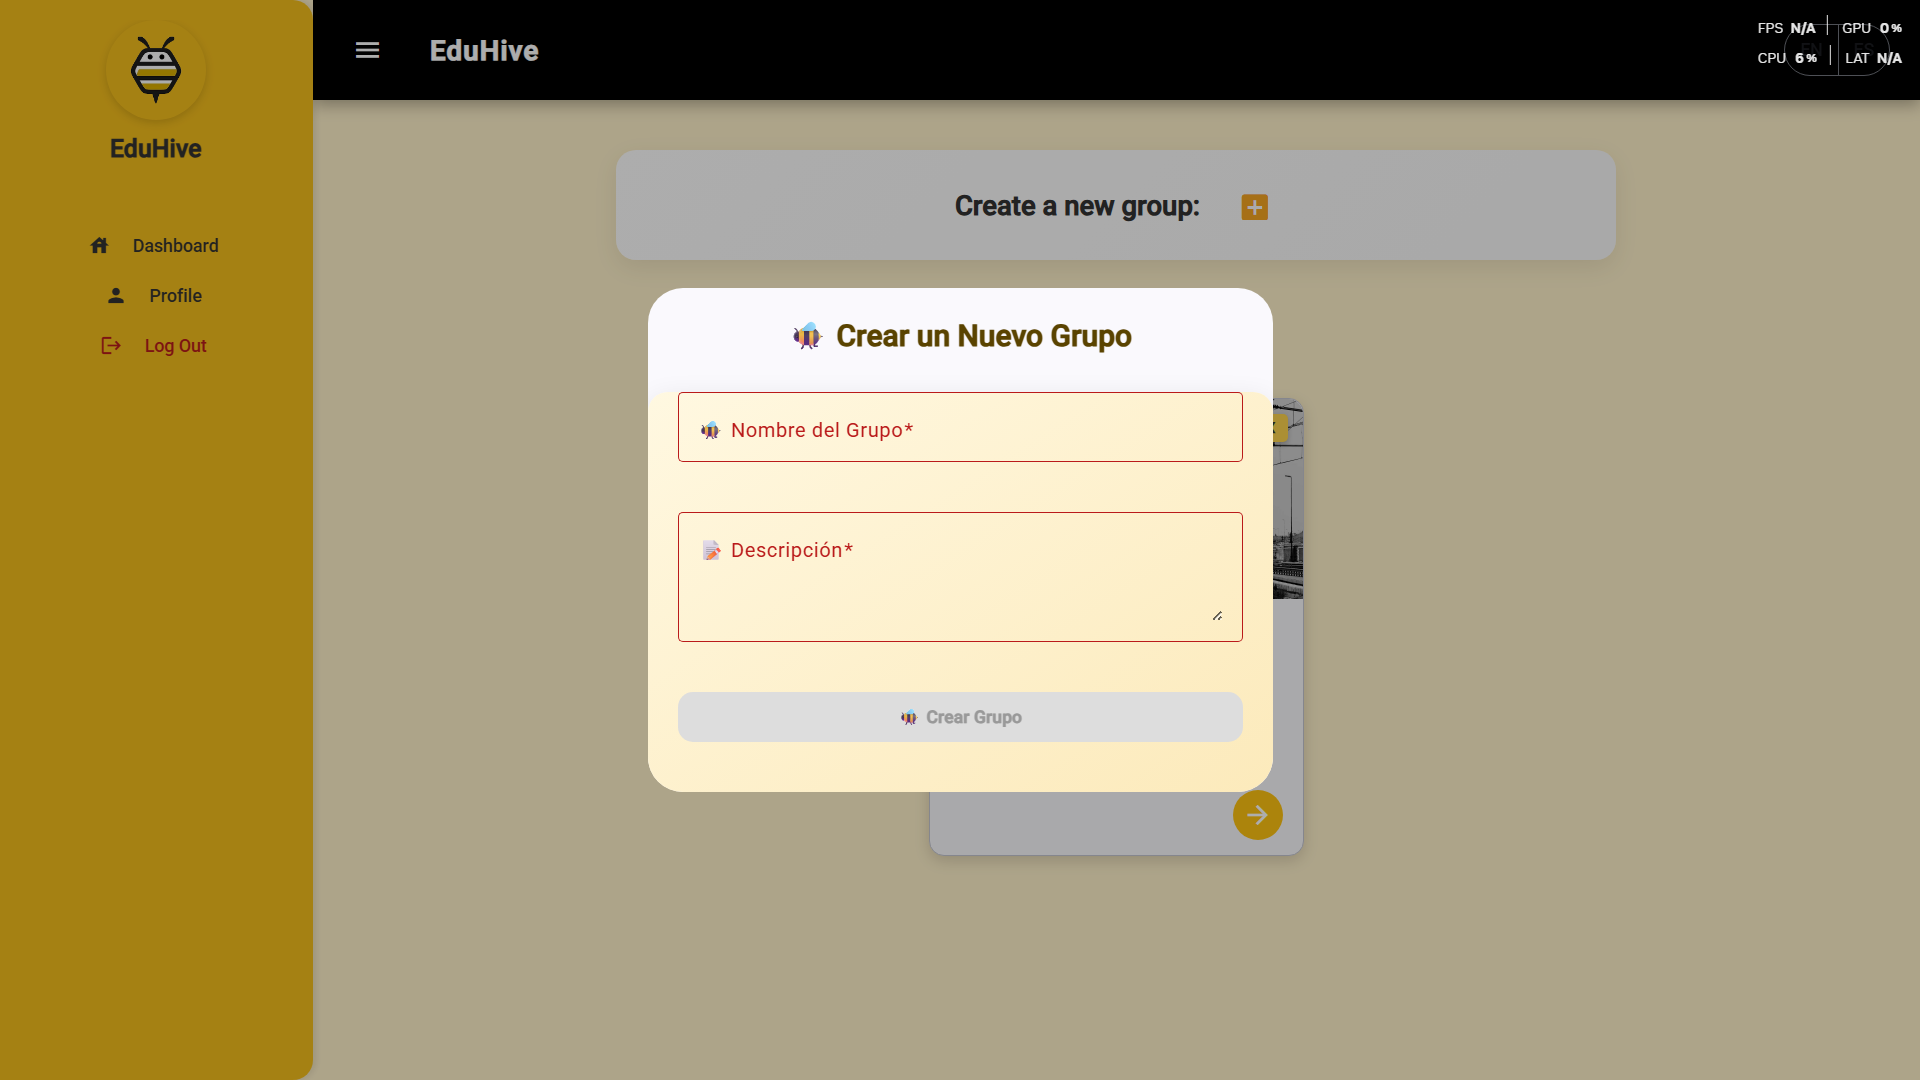 EduHive
Dashboard
Profile
Log Out
EduHive
FPS N/A | GPU 0%
CPU 6% | LAT N/A
Create a new group:
Crear un Nuevo Grupo
Nombre del Grupo*
Descripción*
Crear Grupo